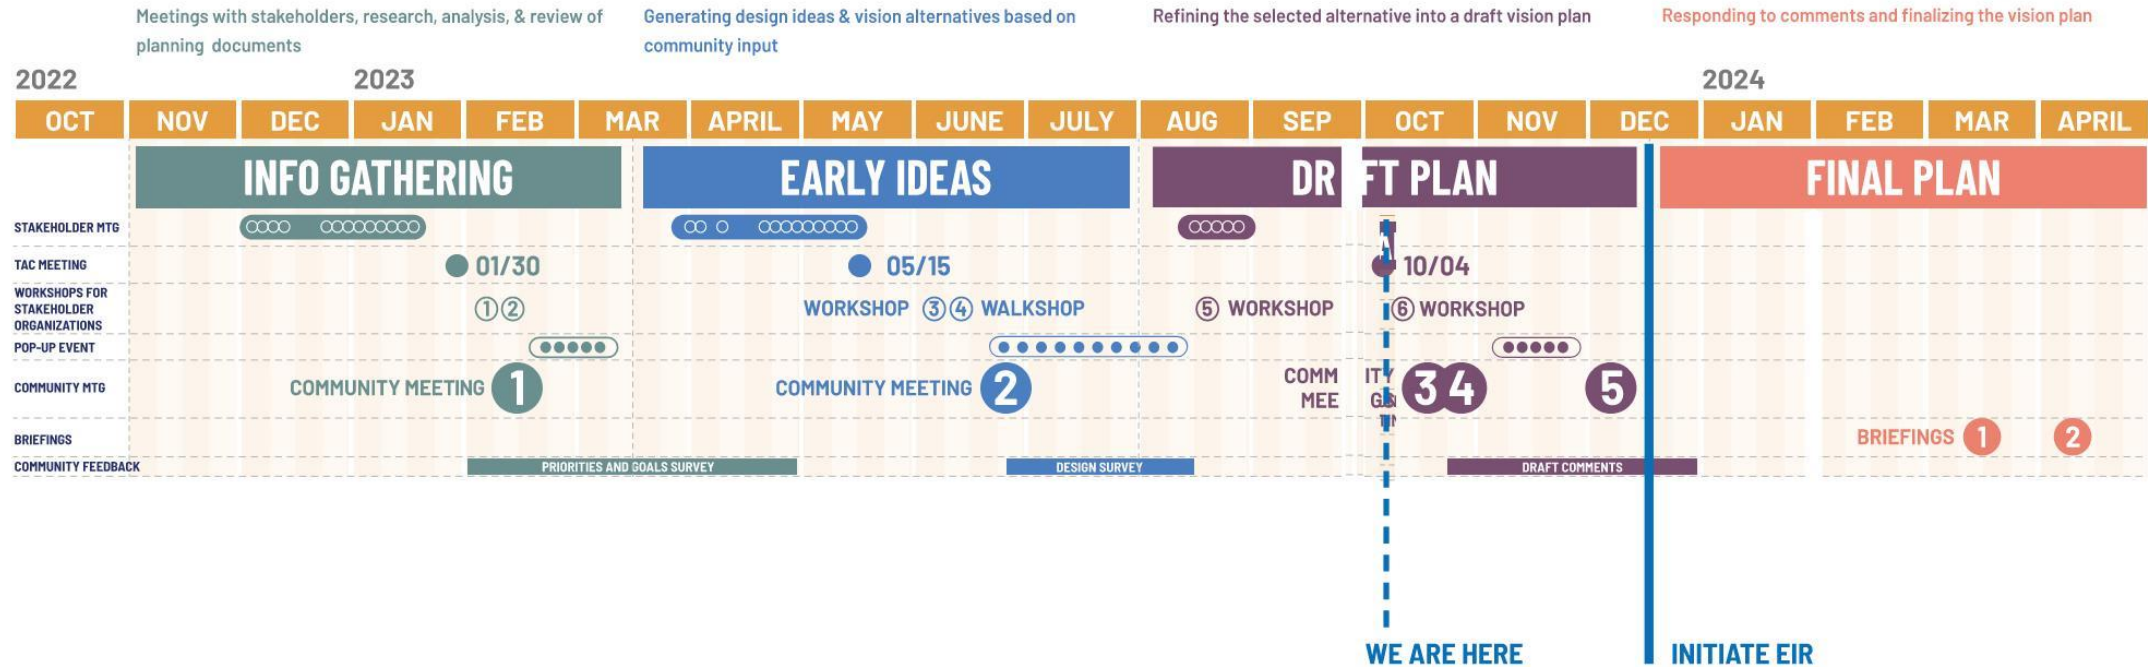 Meetings with stakeholders, research, analysis, & review of
planning documents
Generating design ideas & vision alternatives based on
community input
Refining the selected alternative into a draft vision plan
Responding to comments and finalizing the vision plan
2022
2023
2024
OCT NOV DEC JAN FEB MAR APRIL MAY JUNE JULY AUG SEP OCT NOV DEC JAN FEB MAR APRIL
INFO GATHERING
EARLY IDEAS
DR FT PLAN
FINAL PLAN
STAKEHOLDER MTG
TAC MEETING
01/30
05/15
10/04
WORKSHOPS FOR
STAKEHOLDER
ORGANIZATIONS
1 2
WORKSHOP 3 4 WALKSHOP
5 WORKSHOP
6 WORKSHOP
POP-UP EVENT
COMMUNITY MTG
COMMUNITY MEETING 1
COMMUNITY MEETING 2
COMM ITY
MEE
3 4
5
BRIEFINGS
BRIEFINGS 1 2
COMMUNITY FEEDBACK
PRIORITIES AND GOALS SURVEY
DESIGN SURVEY
DRAFT COMMENTS
WE ARE HERE
INITIATE EIR